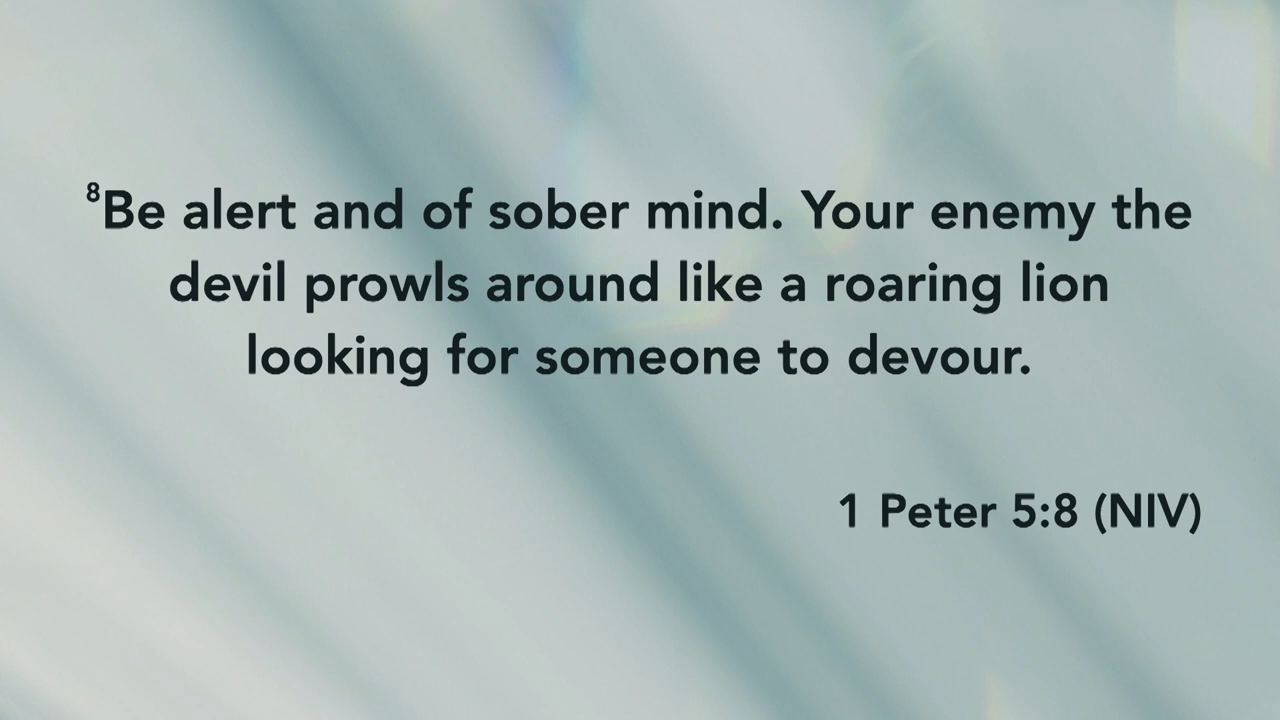 ⁸Be alert and of sober mind. Your enemy the
devil prowls around like a roaring lion
looking for someone to devour.
1 Peter 5:8 (NIV)